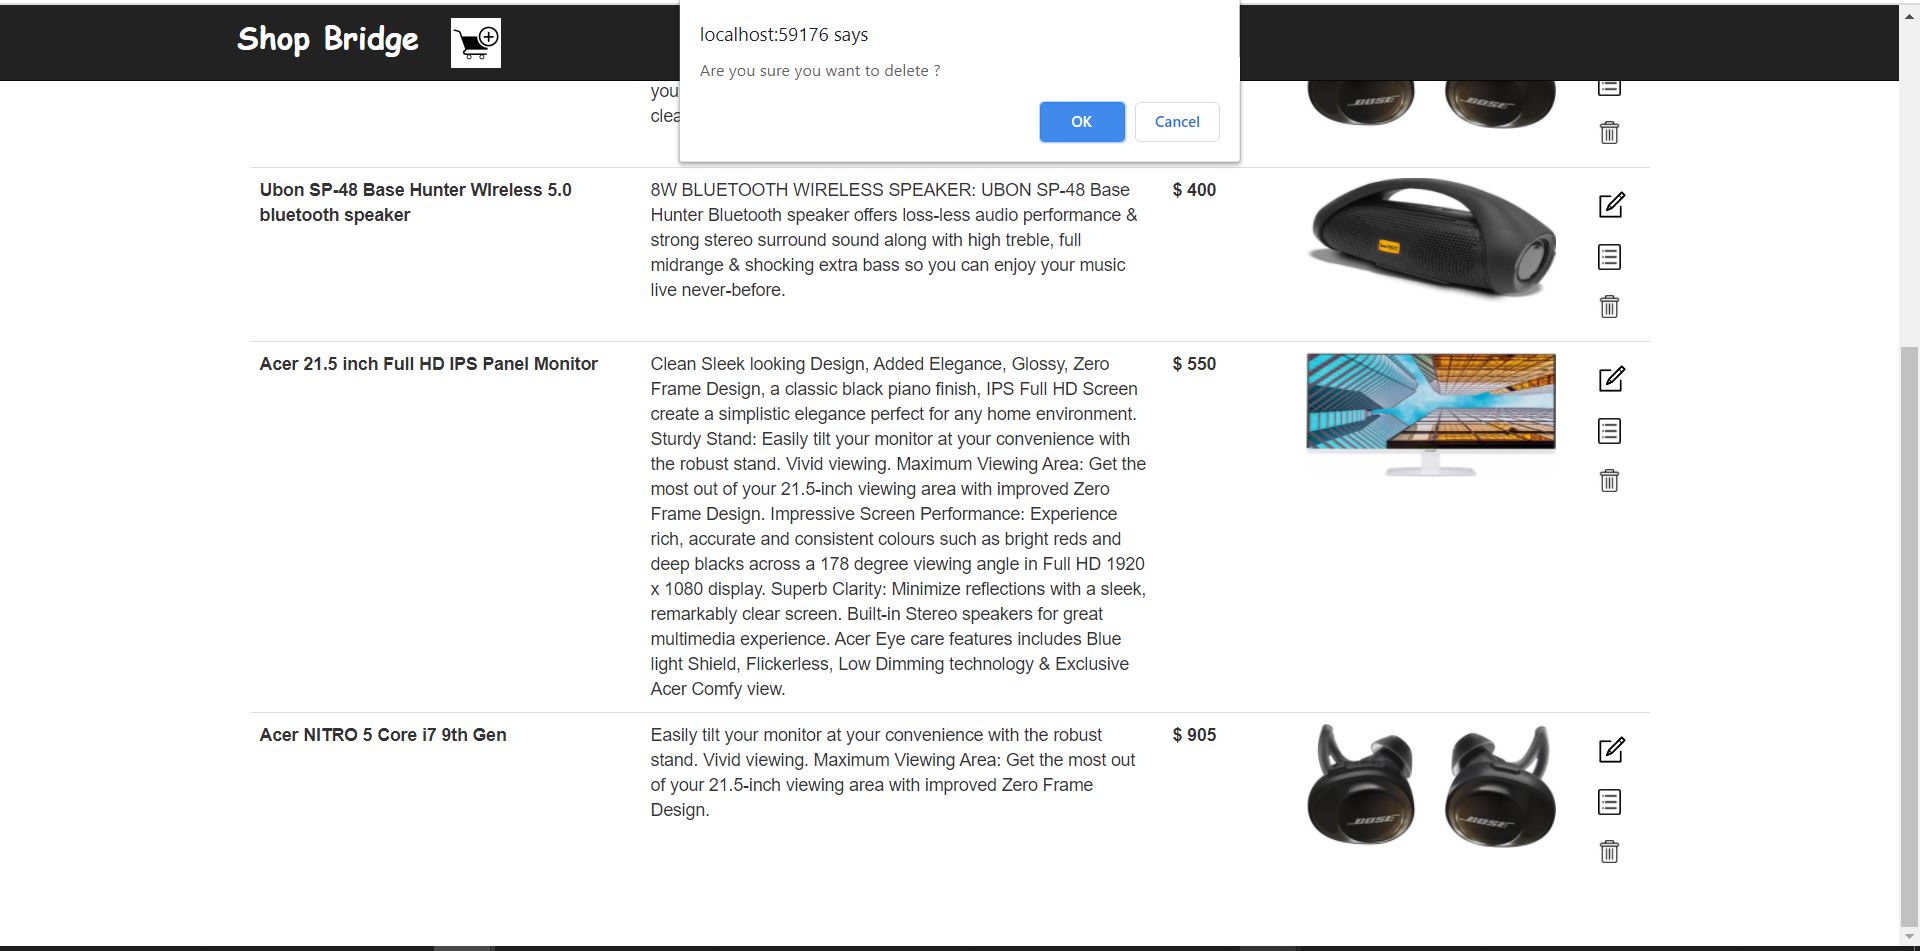 Shop Bridge
localhost:59176 says
Are you sure you want to delete ?
OK
Cancel
you
clea
BOSE
BOSE
Ubon SP-48 Base Hunter WIreless 5.0
bluetooth speaker
8W BLUETOOTH WIRELESS SPEAKER: UBON SP-48 Base
Hunter Bluetooth speaker offers loss-less audio performance &
strong stereo surround sound along with high treble, full
midrange & shocking extra bass so you can enjoy your music
live never-before.
$ 400
Acer 21.5 inch Full HD IPS Panel Monitor
Clean Sleek looking Design, Added Elegance, Glossy, Zero
Frame Design, a classic black piano finish, IPS Full HD Screen
create a simplistic elegance perfect for any home environment.
Sturdy Stand: Easily tilt your monitor at your convenience with
the robust stand. Vivid viewing. Maximum Viewing Area: Get the
most out of your 21.5-inch viewing area with improved Zero
Frame Design. Impressive Screen Performance: Experience
rich, accurate and consistent colours such as bright reds and
deep blacks across a 178 degree viewing angle in Full HD 1920
x 1080 display. Superb Clarity: Minimize reflections with a sleek,
remarkably clear screen. Built-in Stereo speakers for great
multimedia experience. Acer Eye care features includes Blue
light Shield, Flickerless, Low Dimming technology & Exclusive
Acer Comfy view.
$ 550
Acer NITRO 5 Core i7 9th Gen
Easily tilt your monitor at your convenience with the robust
stand. Vivid viewing. Maximum Viewing Area: Get the most out
of your 21.5-inch viewing area with improved Zero Frame
Design.
$ 905
BOSE
BOSE